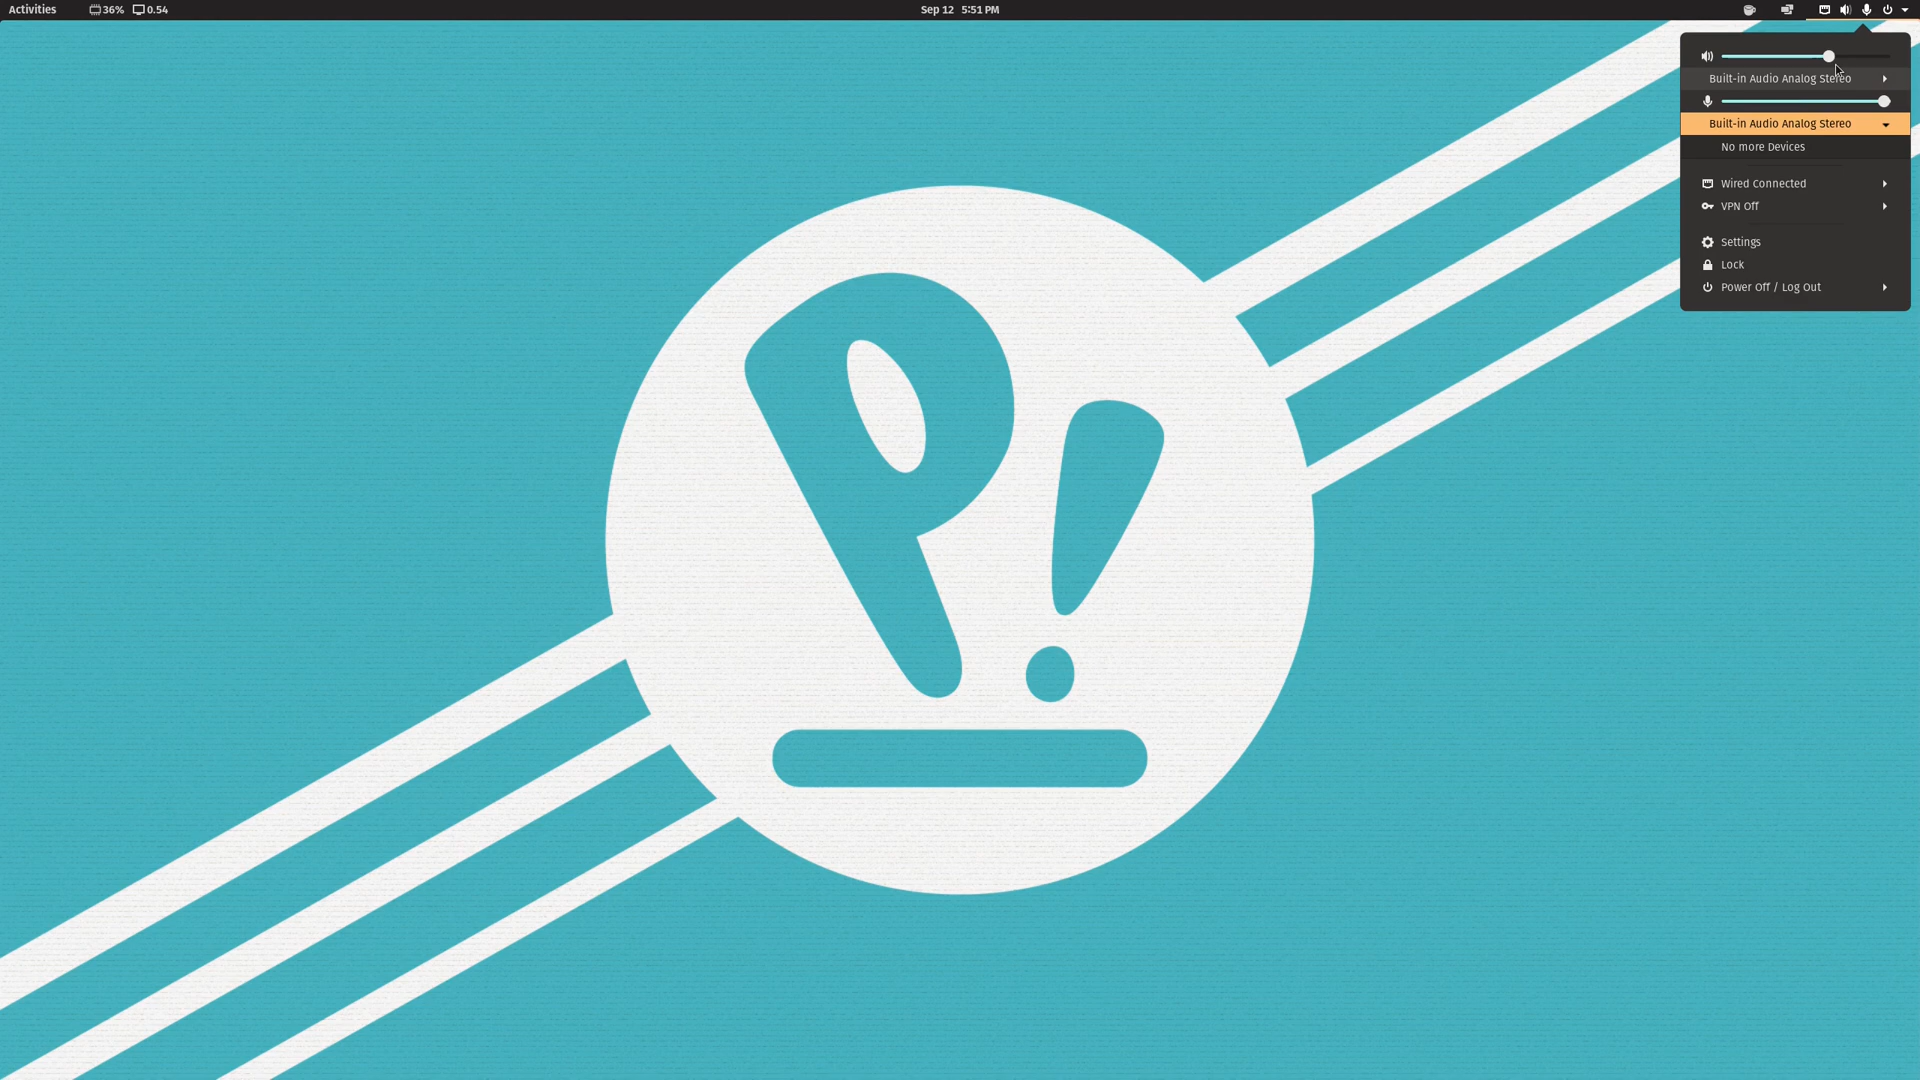 Activities 36% 0.54 Sep 12 5:51 PM
Built-in Audio Analog Stereo
Built-in Audio Analog Stereo
No more Devices
Wired Connected
VPN Off
Settings
Lock
Power Off / Log Out
P!